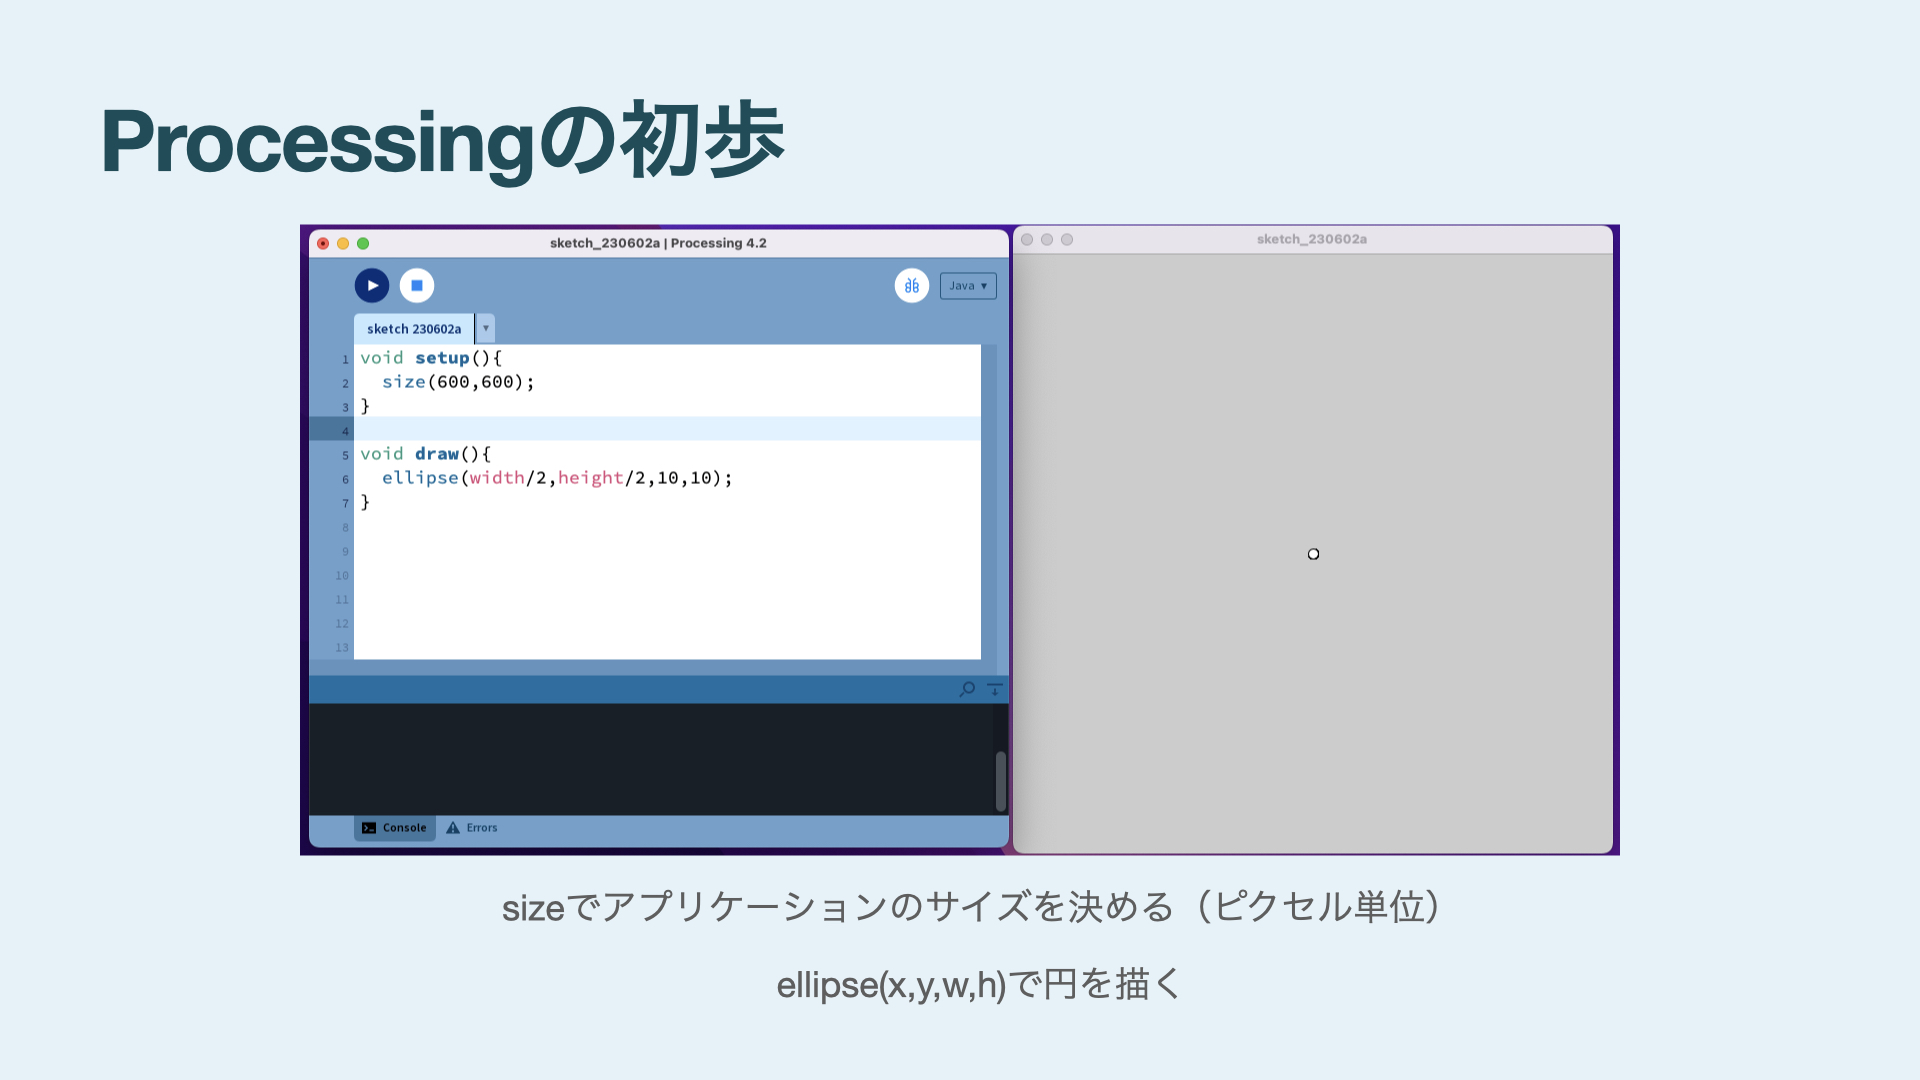 Processingの初歩
sketch_230602a | Processing 4.2
Java ▾
sketch 230602a ▾
1 void setup(){
2   size(600,600);
3 }
4
5 void draw(){
6   ellipse(width/2,height/2,10,10);
7 }
8
9
10
11
12
13
Console Errors
sketch_230602a
sizeでアプリケーションのサイズを決める（ピクセル単位）
ellipse(x,y,w,h)で円を描く